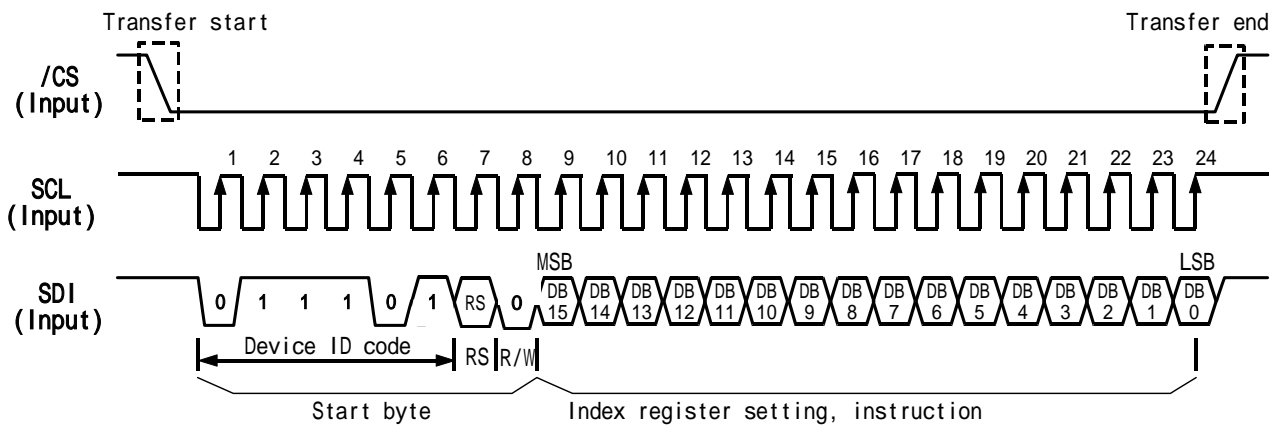 Transfer start
Transfer end
/CS
(Input)
1 2 3 4 5 6 7 8 9 10 11 12 13 14 15 16 17 18 19 20 21 22 23 24
SCL
(Input)
MSB
LSB
SDI
(Input)
0 1 1 1 0 1 RS 0 DB 15 DB 14 DB 13 DB 12 DB 11 DB 10 DB 9 DB 8 DB 7 DB 6 DB 5 DB 4 DB 3 DB 2 DB 1 DB 0
Device ID code RS R/W
Start byte
Index register setting, instruction